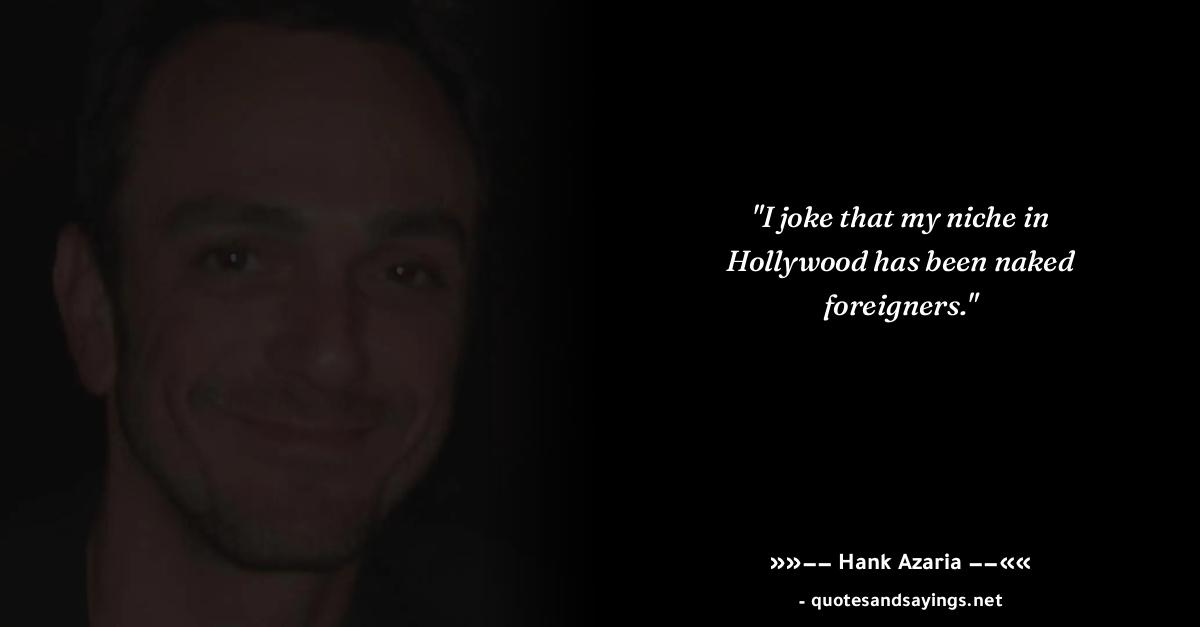 "I joke that my niche in
Hollywood has been naked
foreigners."
»»–– Hank Azaria ––««
- quotesandsayings.net